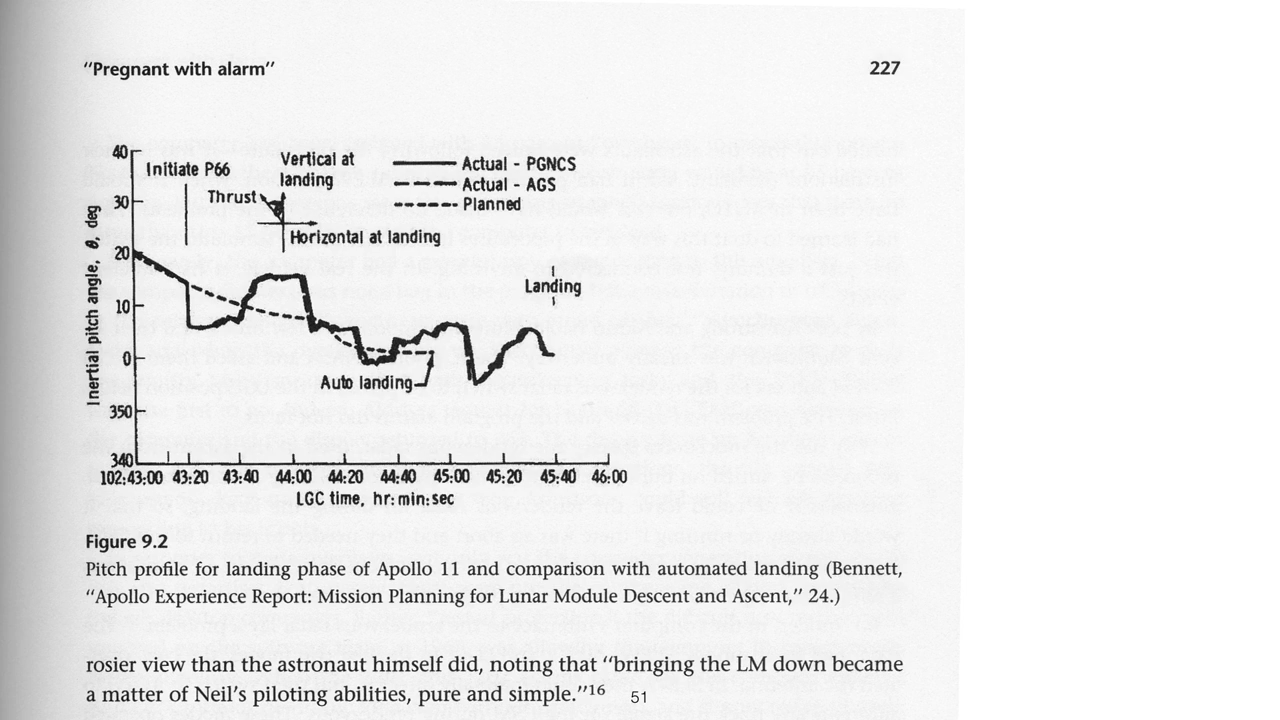 "Pregnant with alarm" 227
40
Initiate P66
Vertical at
landing
Thrust
Horizontal at landing
Actual - PGNCS
Actual - AGS
Planned
30
20
10
0
350
340
Inertial pitch angle, θ, deg
Landing
Auto landing
102:43:00 43:20 43:40 44:00 44:20 44:40 45:00 45:20 45:40 46:00
LGC time, hr:min:sec
Figure 9.2
Pitch profile for landing phase of Apollo 11 and comparison with automated landing (Bennett,
"Apollo Experience Report: Mission Planning for Lunar Module Descent and Ascent," 24.)
rosier view than the astronaut himself did, noting that "bringing the LM down became
a matter of Neil's piloting abilities, pure and simple."16 51